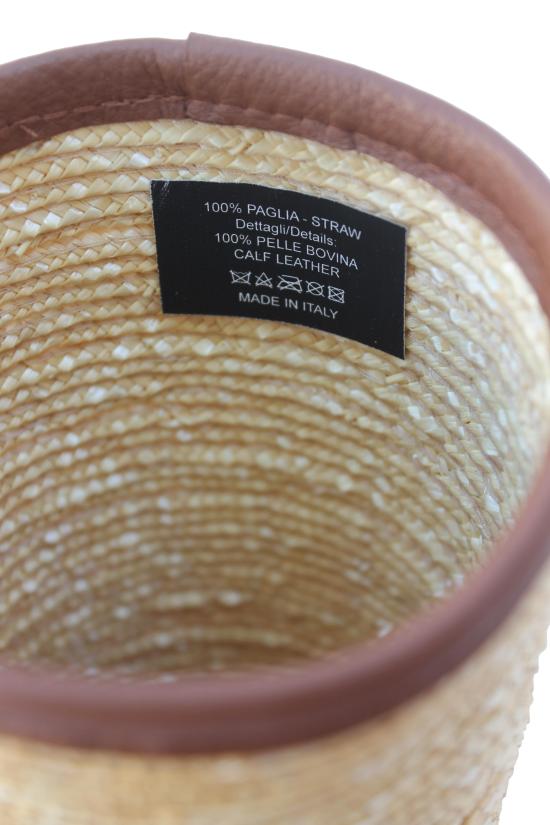 100% PAGLIA - STRAW
Dettagli/Details:
100% PELLE BOVINA
CALF LEATHER
MADE IN ITALY